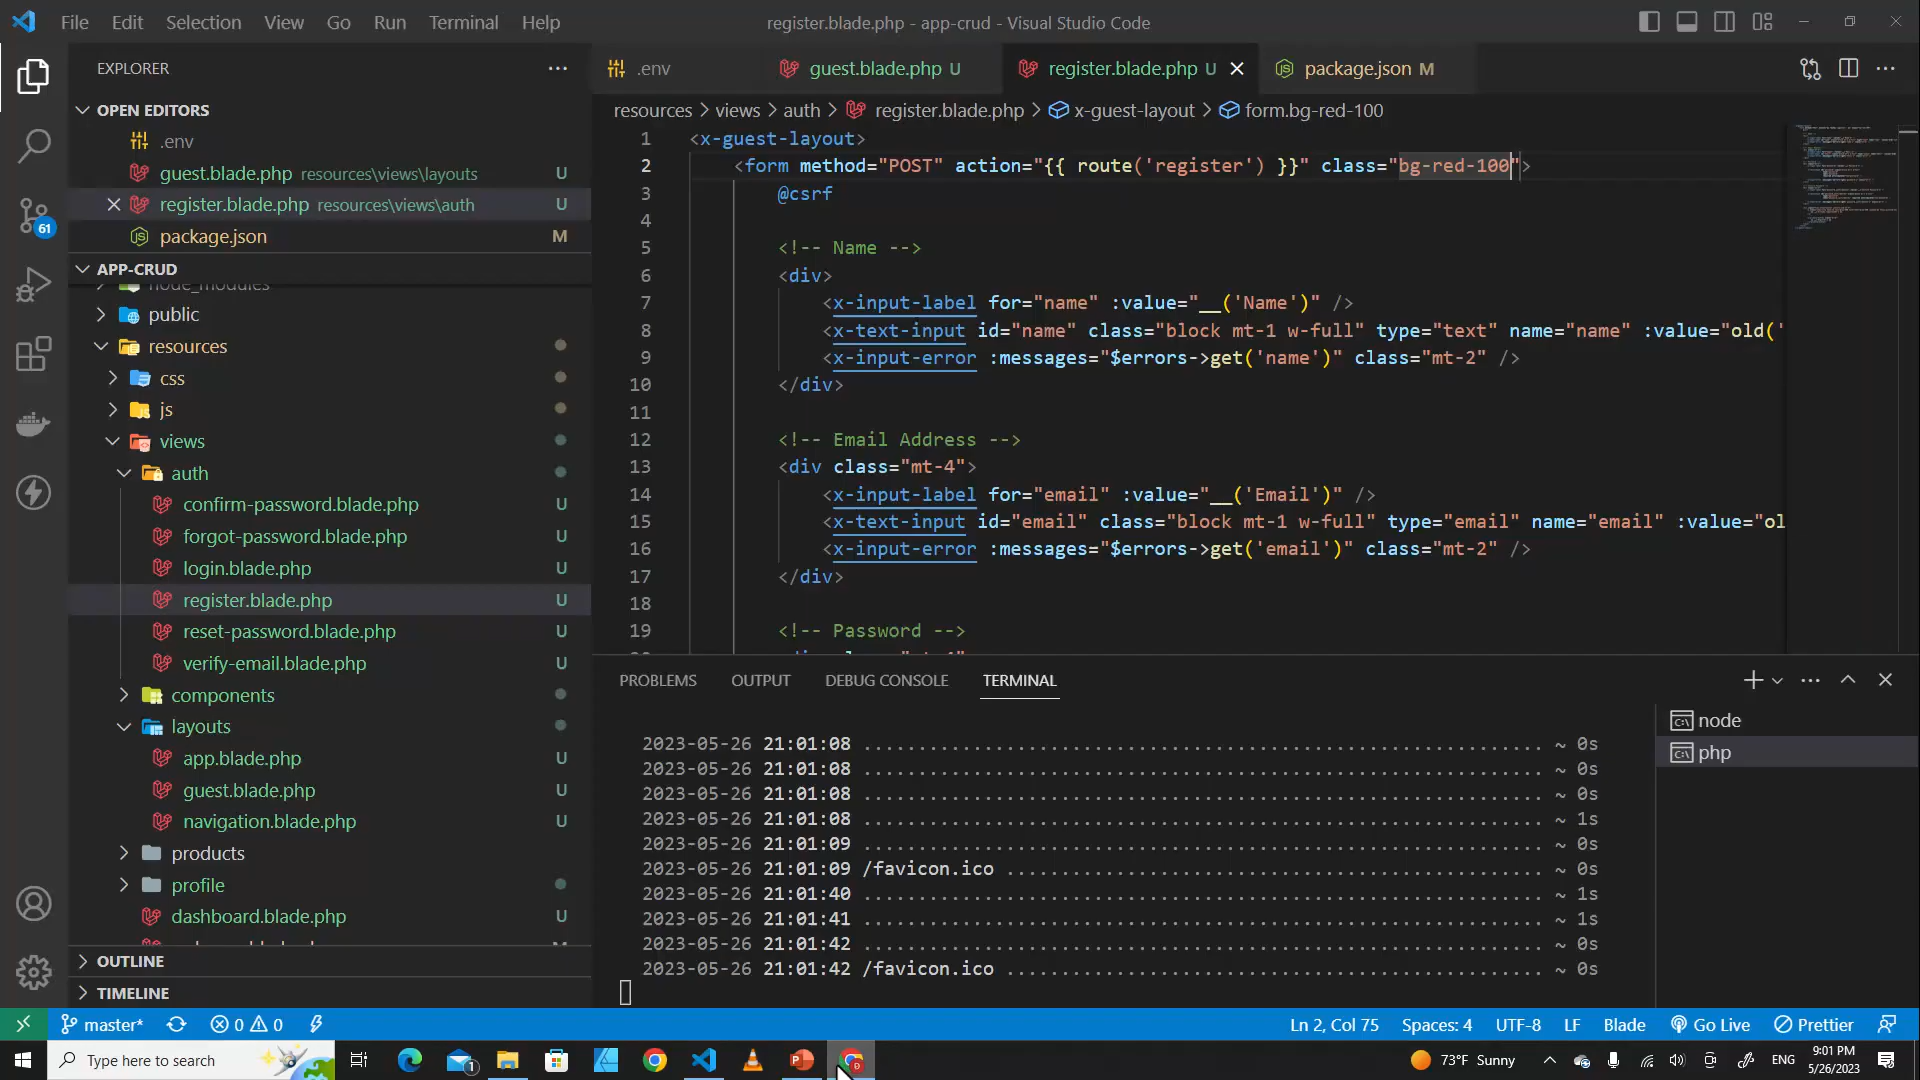 File Edit Selection View Go Run Terminal Help
register.blade.php - app-crud - Visual Studio Code
EXPLORER
OPEN EDITORS
.env
guest.blade.php resources\views\layouts U
register.blade.php resources\views\auth U
package.json M
APP-CRUD
node_modules
public
resources
css
js
views
auth
confirm-password.blade.php U
forgot-password.blade.php U
login.blade.php U
register.blade.php U
reset-password.blade.php U
verify-email.blade.php U
components
layouts
app.blade.php U
guest.blade.php U
navigation.blade.php U
products
profile
dashboard.blade.php U
OUTLINE
TIMELINE
61
.env guest.blade.php U register.blade.php U package.json M
resources > views > auth > register.blade.php > x-guest-layout > form.bg-red-100
1 <x-guest-layout>
2 <form method="POST" action="{{ route('register') }}" class="bg-red-100">
3 @csrf
4
5 <!-- Name -->
6 <div>
7 <x-input-label for="name" :value="__('Name')" />
8 <x-text-input id="name" class="block mt-1 w-full" type="text" name="name" :value="old('
9 <x-input-error :messages="$errors->get('name')" class="mt-2" />
10 </div>
11
12 <!-- Email Address -->
13 <div class="mt-4">
14 <x-input-label for="email" :value="__('Email')" />
15 <x-text-input id="email" class="block mt-1 w-full" type="email" name="email" :value="ol
16 <x-input-error :messages="$errors->get('email')" class="mt-2" />
17 </div>
18
19 <!-- Password -->
PROBLEMS OUTPUT DEBUG CONSOLE TERMINAL
2023-05-26 21:01:08 ............................................................. ~ 0s
2023-05-26 21:01:08 ............................................................. ~ 0s
2023-05-26 21:01:08 ............................................................. ~ 0s
2023-05-26 21:01:08 ............................................................. ~ 1s
2023-05-26 21:01:09 ............................................................. ~ 0s
2023-05-26 21:01:09 /favicon.ico ................................................ ~ 0s
2023-05-26 21:01:40 ............................................................. ~ 1s
2023-05-26 21:01:41 ............................................................. ~ 1s
2023-05-26 21:01:42 ............................................................. ~ 0s
2023-05-26 21:01:42 /favicon.ico ................................................ ~ 0s
node
php
master* 0 0 Ln 2, Col 75 Spaces: 4 UTF-8 LF Blade Go Live Prettier
Type here to search
1
73°F Sunny
ENG
9:01 PM
5/26/2023